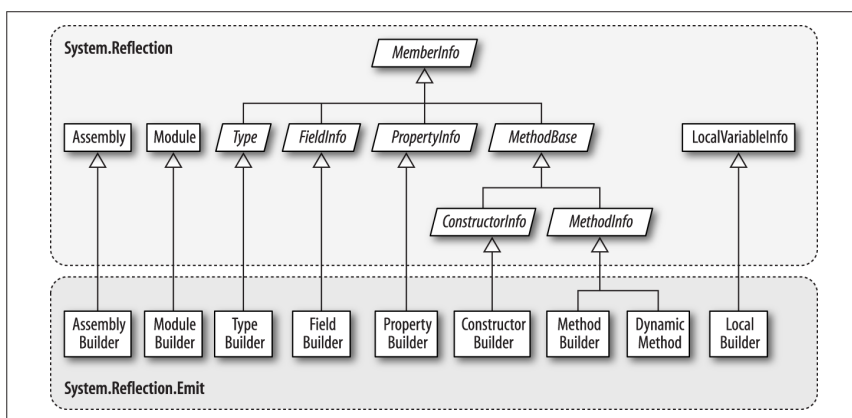 System.Reflection
MemberInfo
Assembly
Module
Type
FieldInfo
PropertyInfo
MethodBase
LocalVariableInfo
ConstructorInfo
MethodInfo
Assembly
Builder
Module
Builder
Type
Builder
Field
Builder
Property
Builder
Constructor
Builder
Method
Builder
Dynamic
Method
Local
Builder
System.Reflection.Emit